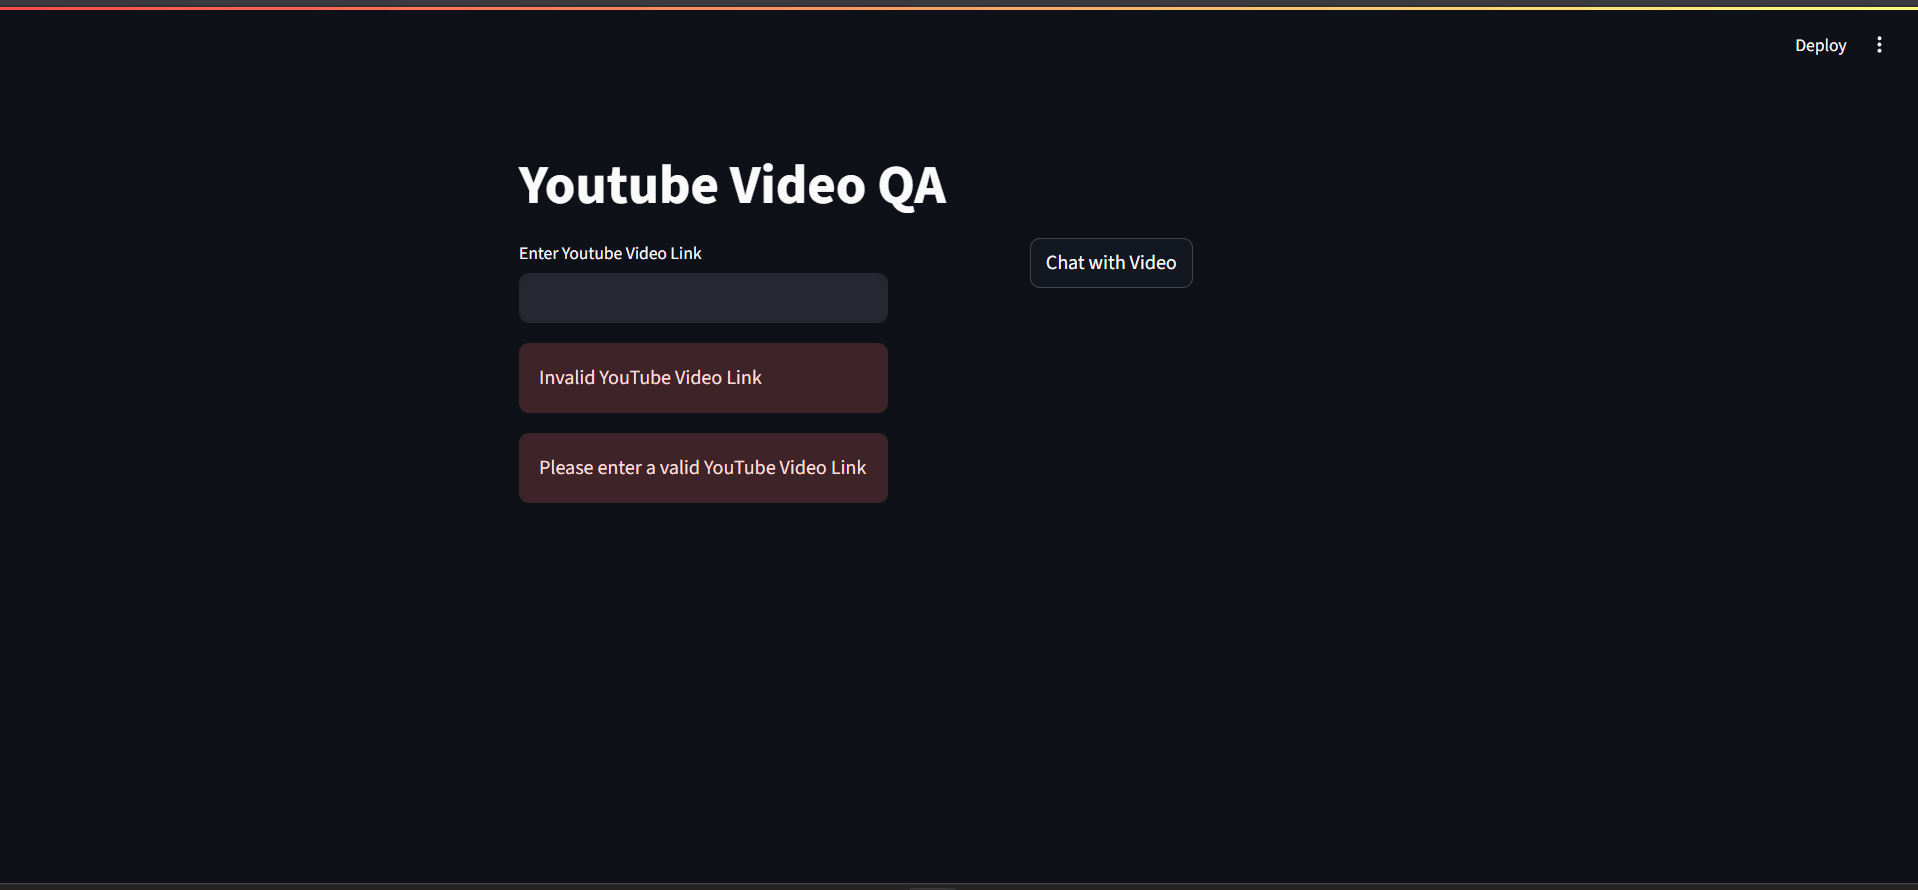 Deploy
Youtube Video QA
Enter Youtube Video Link
Chat with Video
Invalid YouTube Video Link
Please enter a valid YouTube Video Link